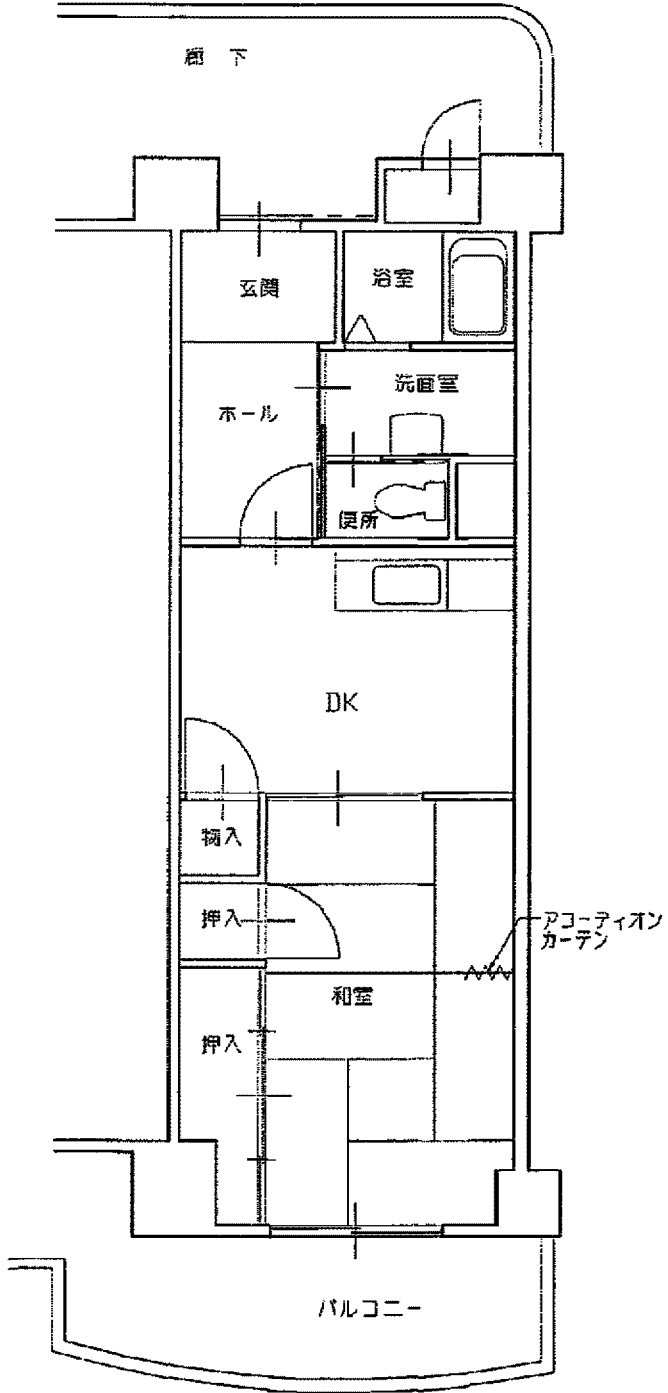 廊 下
玄関
浴室
洗面室
ホール
便所
DK
物入
押入
アコーディオン
カーテン
和室
押入
バルコニー